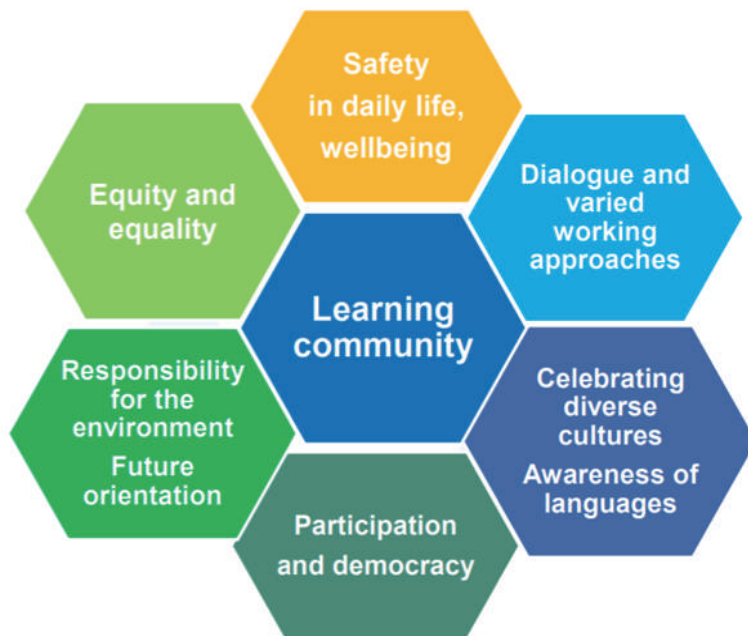 Safety
in daily life,
wellbeing
Equity and
equality
Dialogue and
varied
working
approaches
Learning
community
Responsibility
for the
environment
Future
orientation
Celebrating
diverse
cultures
Awareness of
languages
Participation
and democracy